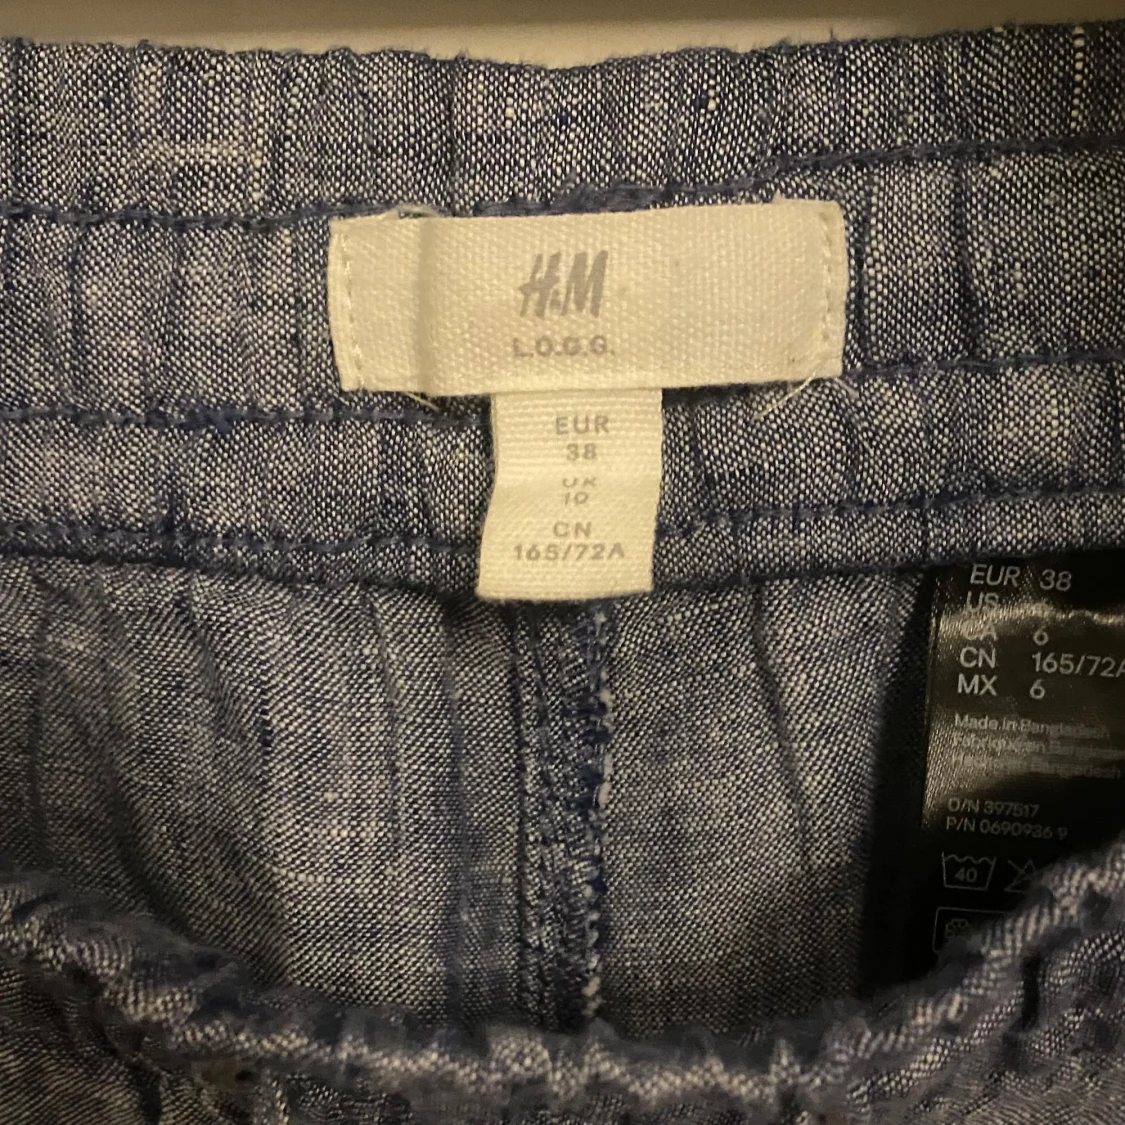 H&M
L.O.G.G.
EUR
38
UK
10
CN
165/72A
EUR 38
US
CA 6
CN 165/72A
MX 6
Made in Bangladesh
O/N 397517
P/N 0690936 9
40